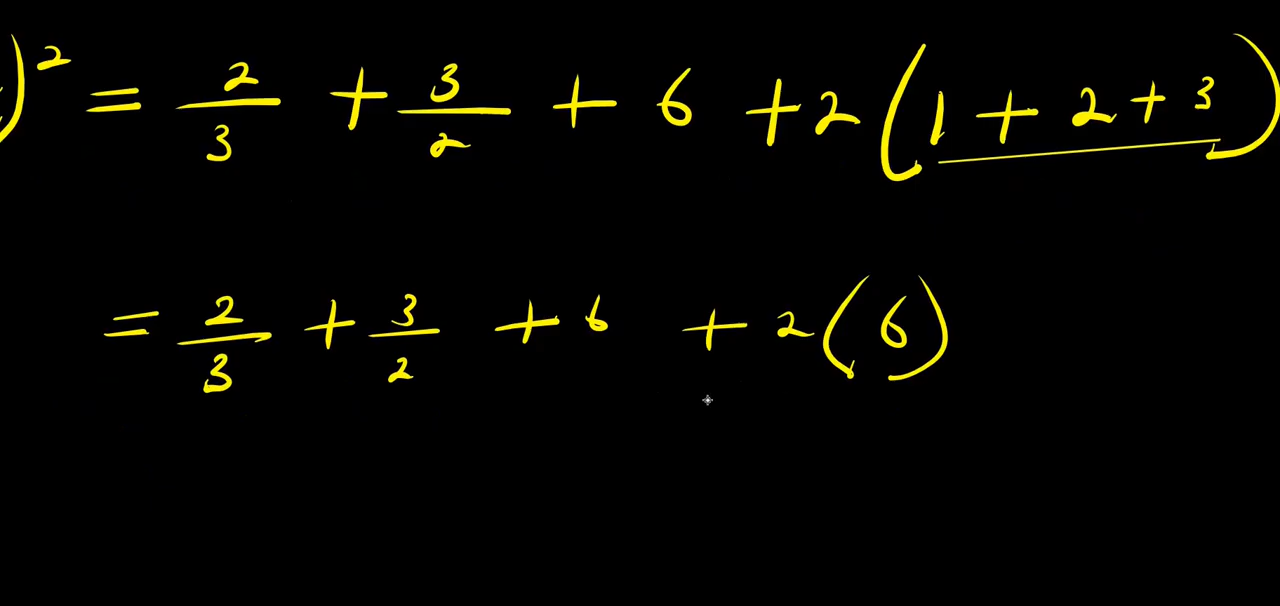 )² = 2/3 + 3/2 + 6 + 2(1 + 2 + 3)
= 2/3 + 3/2 + 6 + 2(6)